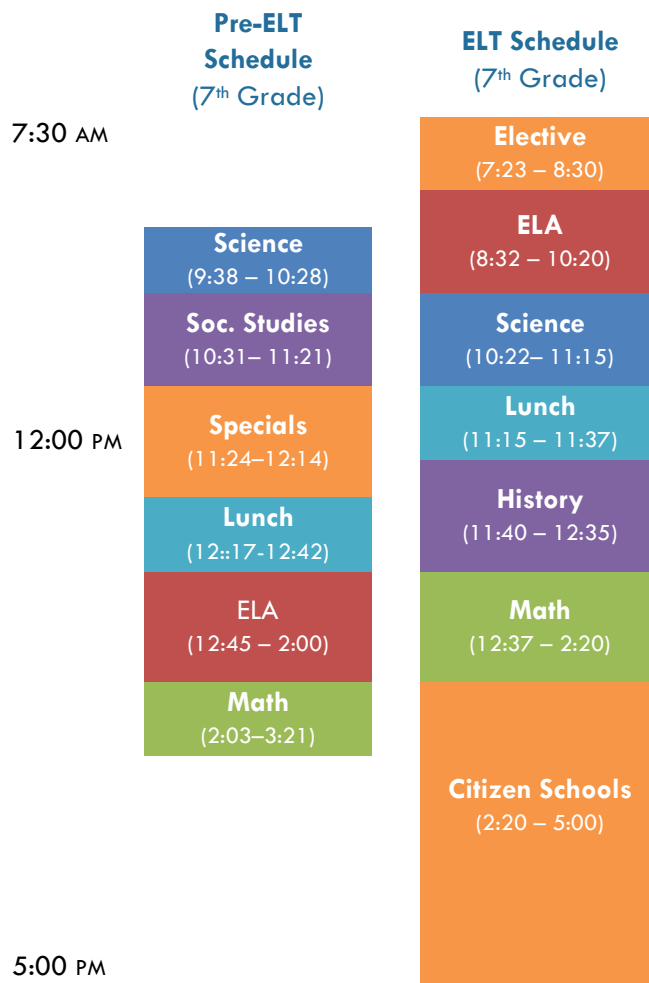 Pre-ELT
Schedule
(7th Grade)
ELT Schedule
(7th Grade)
7:30 AM
12:00 PM
5:00 PM
Science
(9:38 – 10:28)
Soc. Studies
(10:31– 11:21)
Specials
(11:24–12:14)
Lunch
(12::17-12:42)
ELA
(12:45 – 2:00)
Math
(2:03–3:21)
Elective
(7:23 – 8:30)
ELA
(8:32 – 10:20)
Science
(10:22– 11:15)
Lunch
(11:15 – 11:37)
History
(11:40 – 12:35)
Math
(12:37 – 2:20)
Citizen Schools
(2:20 – 5:00)